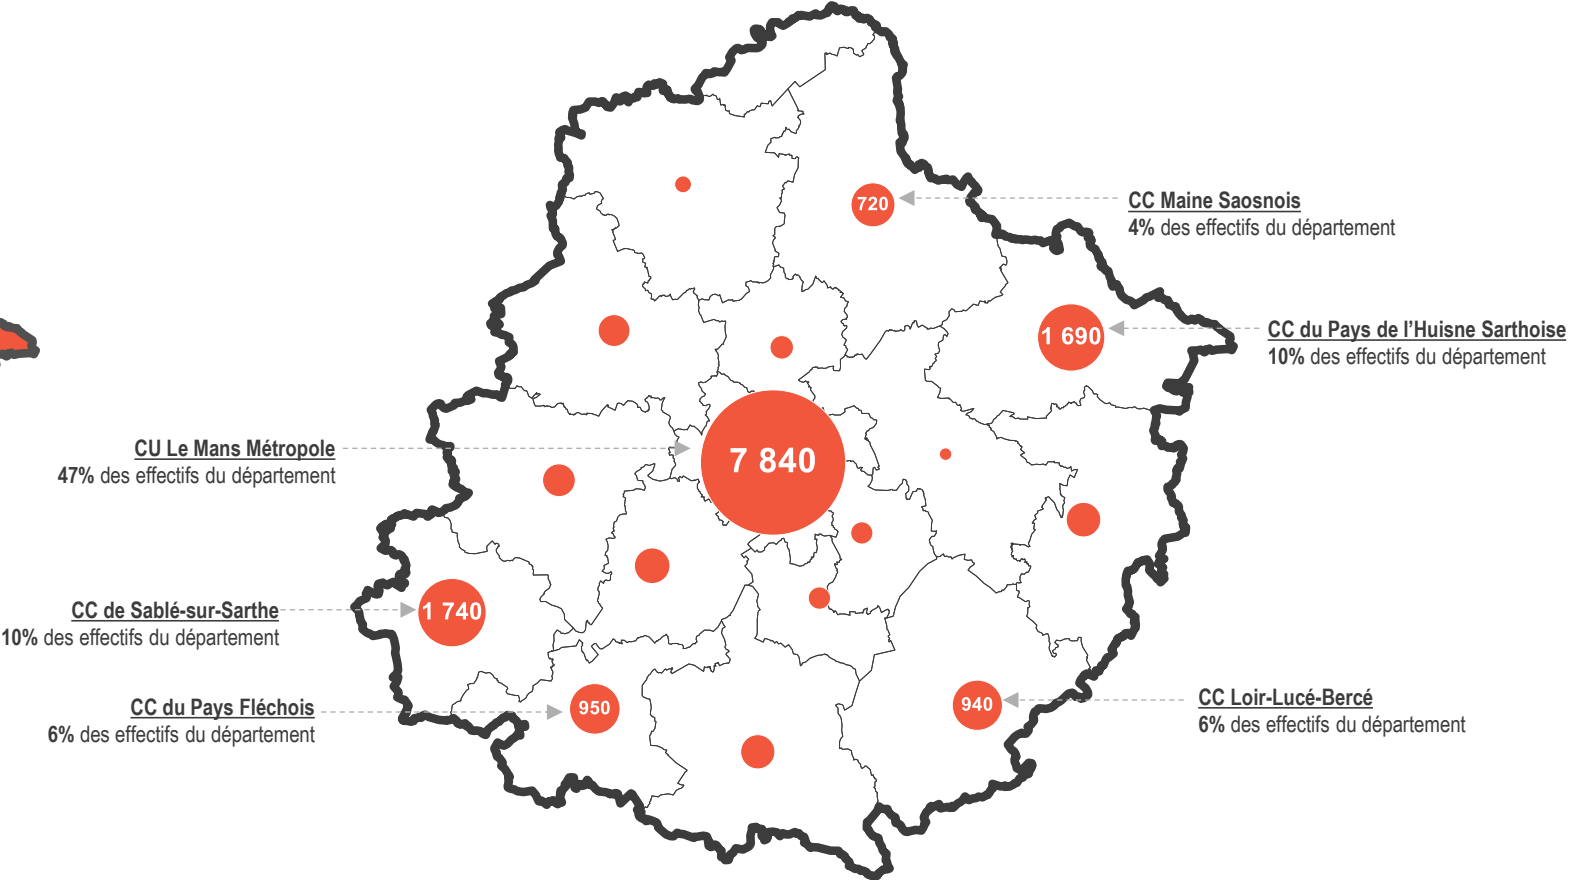 720
CC Maine Saosnois
4% des effectifs du département
1 690
CC du Pays de l’Huisne Sarthoise
10% des effectifs du département
CU Le Mans Métropole
47% des effectifs du département
7 840
CC de Sablé-sur-Sarthe
10% des effectifs du département
1 740
CC du Pays Fléchois
6% des effectifs du département
950
940
CC Loir-Lucé-Bercé
6% des effectifs du département